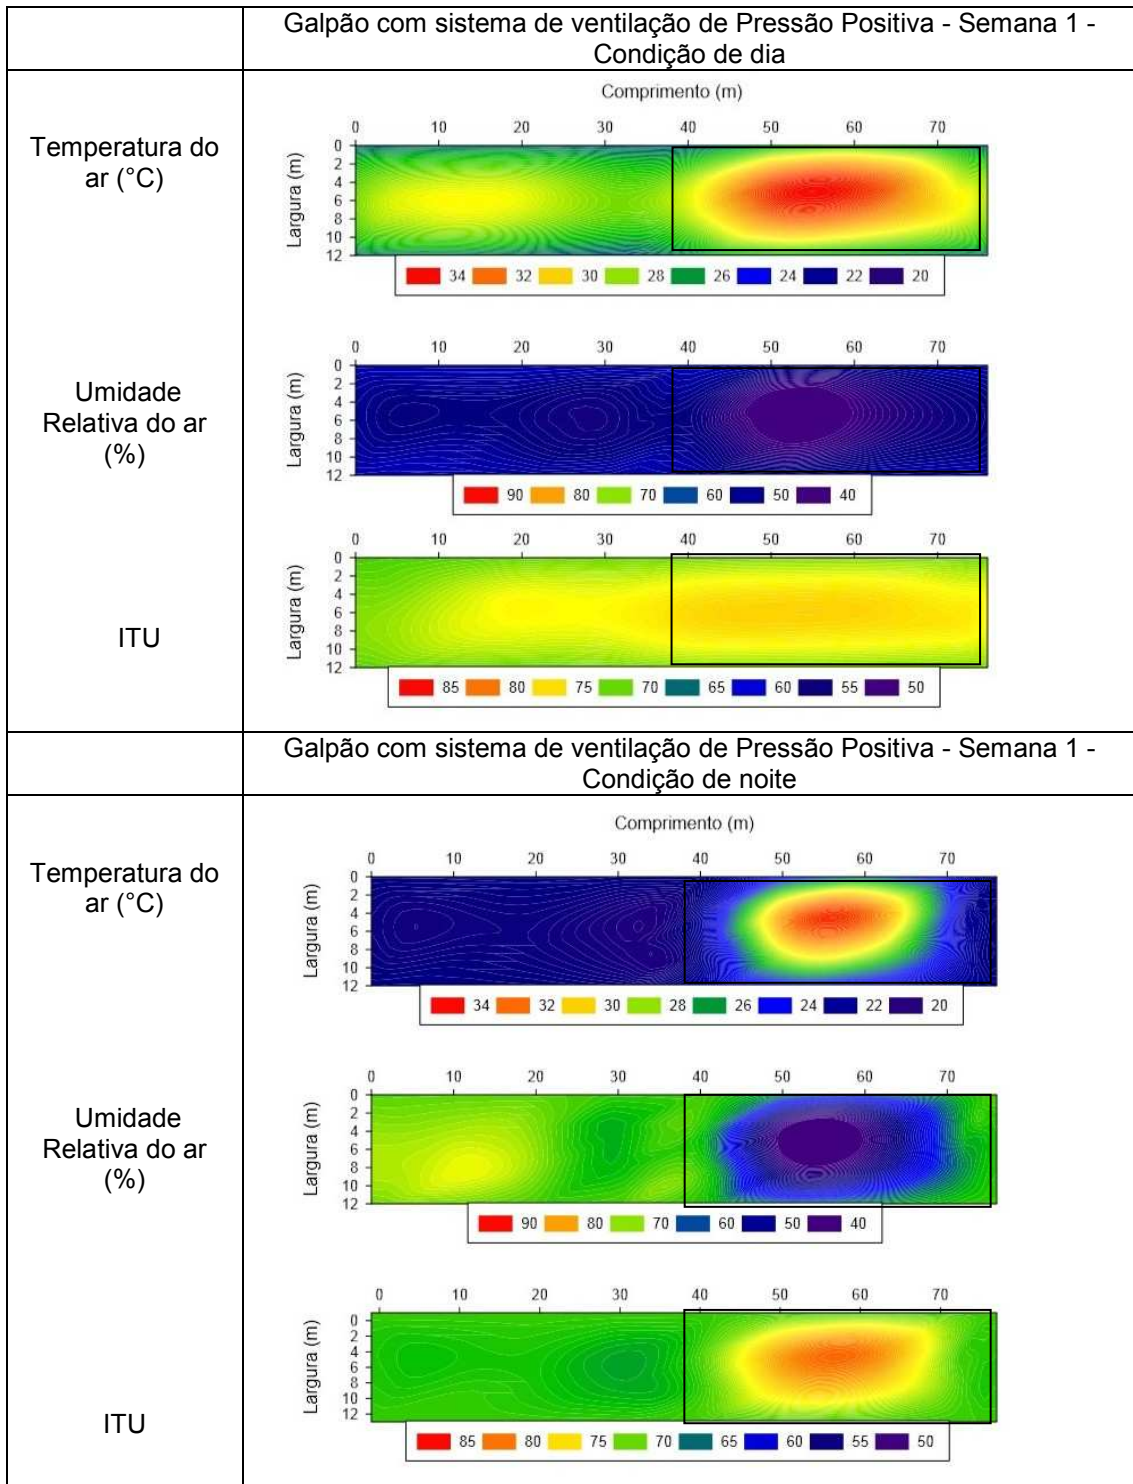 Galpão com sistema de ventilação de Pressão Positiva - Semana 1 -
Condição de dia
Temperatura do
ar (°C)
Comprimento (m)
0 10 20 30 40 50 60 70
Largura (m)
0
2
4
6
8
10
12
34 32 30 28 26 24 22 20
Umidade
Relativa do ar
(%)
0 10 20 30 40 50 60 70
Largura (m)
0
2
4
6
8
10
12
90 80 70 60 50 40
ITU
0 10 20 30 40 50 60 70
Largura (m)
0
2
4
6
8
10
12
85 80 75 70 65 60 55 50
Galpão com sistema de ventilação de Pressão Positiva - Semana 1 -
Condição de noite
Temperatura do
ar (°C)
Comprimento (m)
0 10 20 30 40 50 60 70
Largura (m)
0
2
4
6
8
10
12
34 32 30 28 26 24 22 20
Umidade
Relativa do ar
(%)
0 10 20 30 40 50 60 70
Largura (m)
0
2
4
6
8
10
12
90 80 70 60 50 40
ITU
0 10 20 30 40 50 60 70
Largura (m)
0
2
4
6
8
10
12
85 80 75 70 65 60 55 50